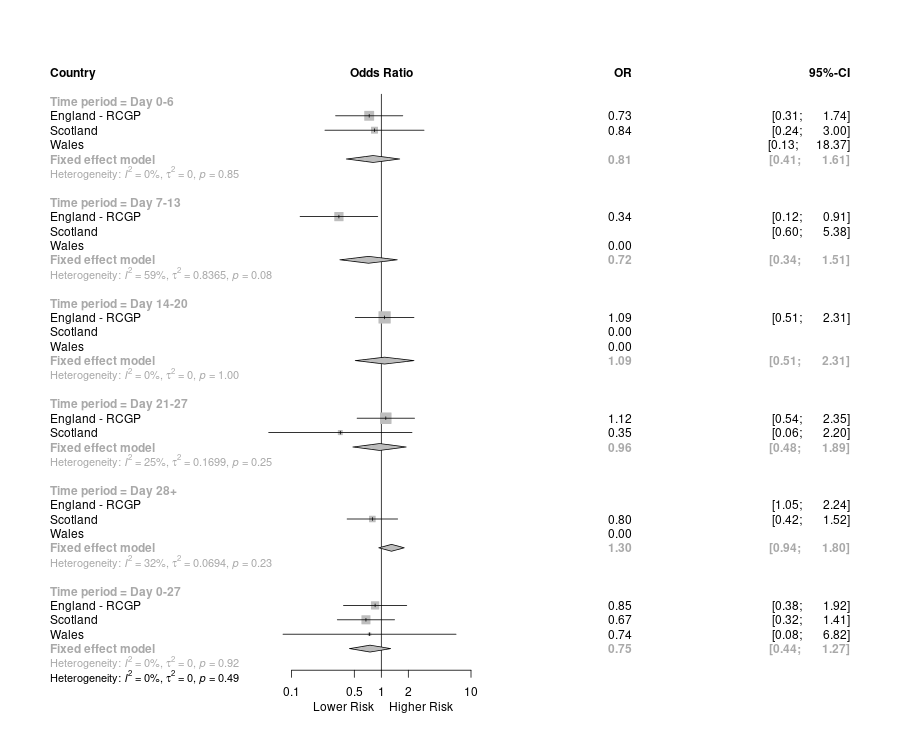 Country Odds Ratio OR 95%-CI
Time period = Day 0-6
England - RCGP 0.73 [0.31; 1.74]
Scotland 0.84 [0.24; 3.00]
Wales [0.13; 18.37]
Fixed effect model 0.81 [0.41; 1.61]
Heterogeneity: I² = 0%, τ² = 0, p = 0.85
Time period = Day 7-13
England - RCGP 0.34 [0.12; 0.91]
Scotland [0.60; 5.38]
Wales 0.00
Fixed effect model 0.72 [0.34; 1.51]
Heterogeneity: I² = 59%, τ² = 0.8365, p = 0.08
Time period = Day 14-20
England - RCGP 1.09 [0.51; 2.31]
Scotland 0.00
Wales 0.00
Fixed effect model 1.09 [0.51; 2.31]
Heterogeneity: I² = 0%, τ² = 0, p = 1.00
Time period = Day 21-27
England - RCGP 1.12 [0.54; 2.35]
Scotland 0.35 [0.06; 2.20]
Fixed effect model 0.96 [0.48; 1.89]
Heterogeneity: I² = 25%, τ² = 0.1699, p = 0.25
Time period = Day 28+
England - RCGP [1.05; 2.24]
Scotland 0.80 [0.42; 1.52]
Wales 0.00
Fixed effect model 1.30 [0.94; 1.80]
Heterogeneity: I² = 32%, τ² = 0.0694, p = 0.23
Time period = Day 0-27
England - RCGP 0.85 [0.38; 1.92]
Scotland 0.67 [0.32; 1.41]
Wales 0.74 [0.08; 6.82]
Fixed effect model 0.75 [0.44; 1.27]
Heterogeneity: I² = 0%, τ² = 0, p = 0.92
Heterogeneity: I² = 0%, τ² = 0, p = 0.49
0.1 0.5 1 2 10
Lower Risk Higher Risk